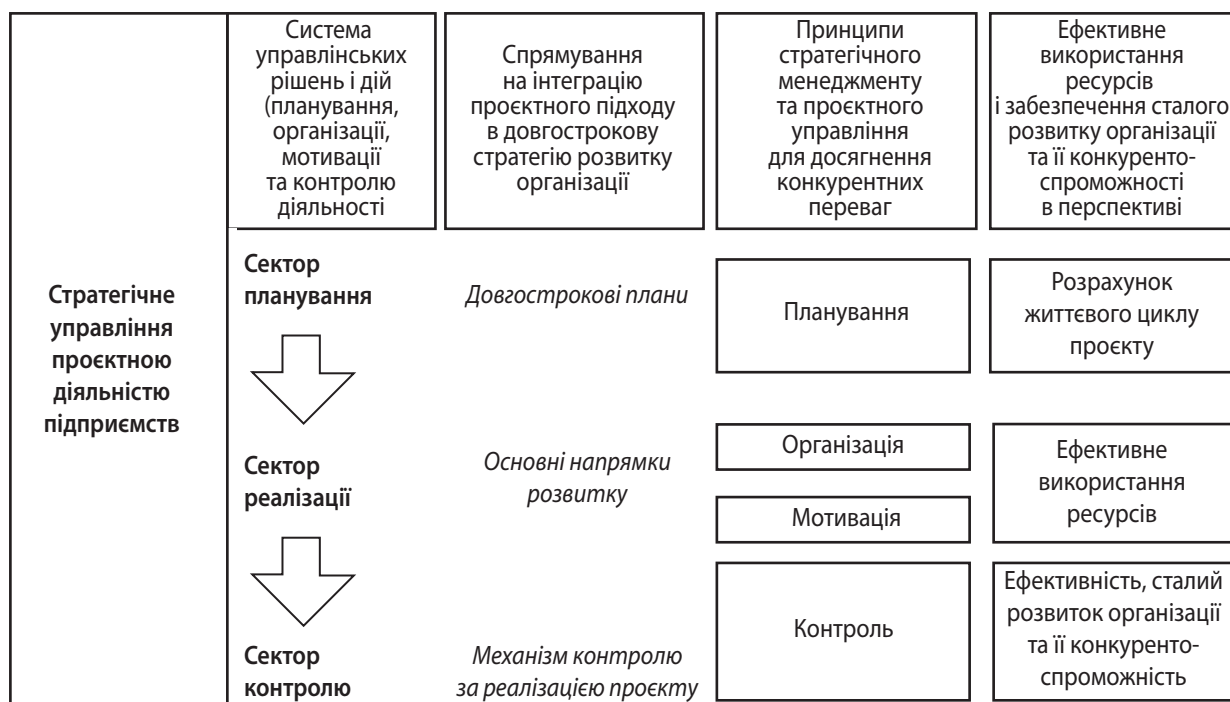 Система
управлінських
рішень і дій
(планування,
організації,
мотивації
та контролю
діяльності
Спрямування
на інтеграцію
проєктного підходу
в довгострокову
стратегію розвитку
організації
Принципи
стратегічного
менеджменту
та проєктного
управління
для досягнення
конкурентних
переваг
Ефективне
використання
ресурсів
і забезпечення сталого
розвитку організації
та її конкуренто-
спроможності
в перспективі
Стратегічне
управління
проєктною
діяльністю
підприємств
Сектор
планування
Довгострокові плани
Планування
Розрахунок
життєвого циклу
проєкту
Сектор
реалізації
Основні напрямки
розвитку
Організація
Мотивація
Ефективне
використання
ресурсів
Сектор
контролю
Механізм контролю
за реалізацією проєкту
Контроль
Ефективність, сталий
розвиток організації
та її конкуренто-
спроможність